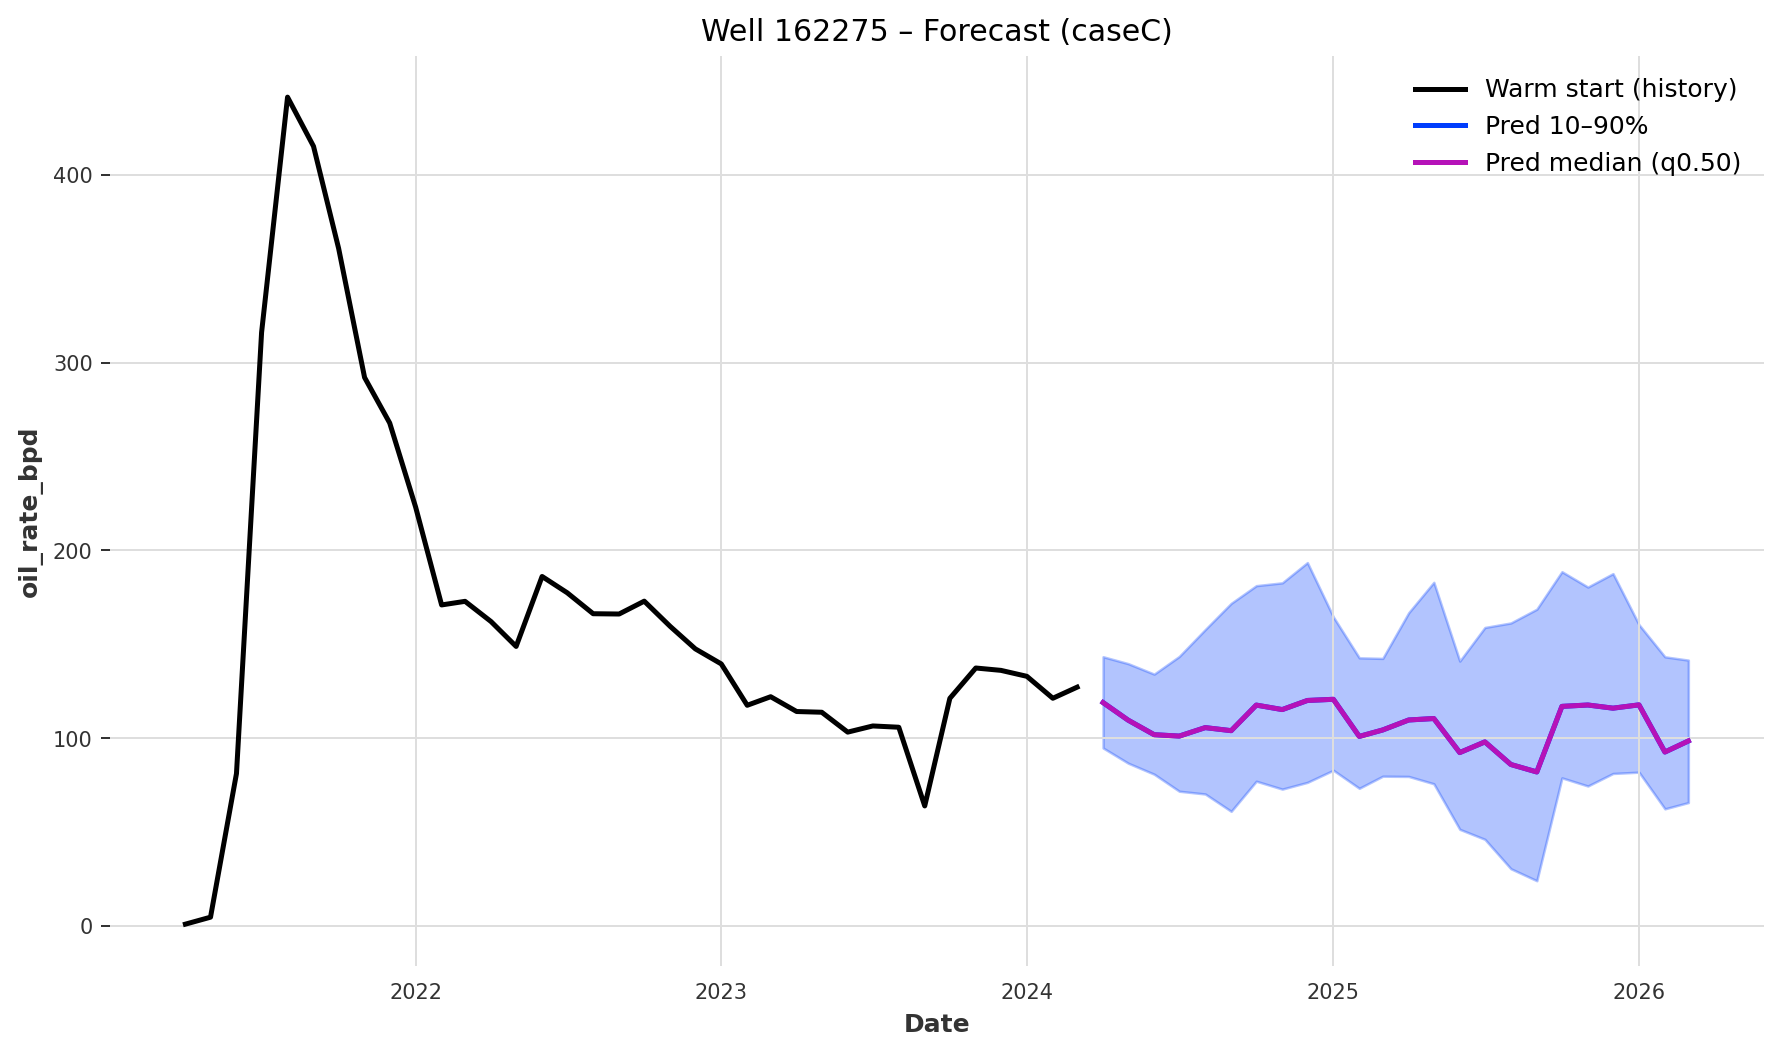 Well 162275 – Forecast (caseC)
Warm start (history)
Pred 10–90%
Pred median (q0.50)
oil_rate_bpd
400
300
200
100
0
2022
2023
2024
2025
2026
Date